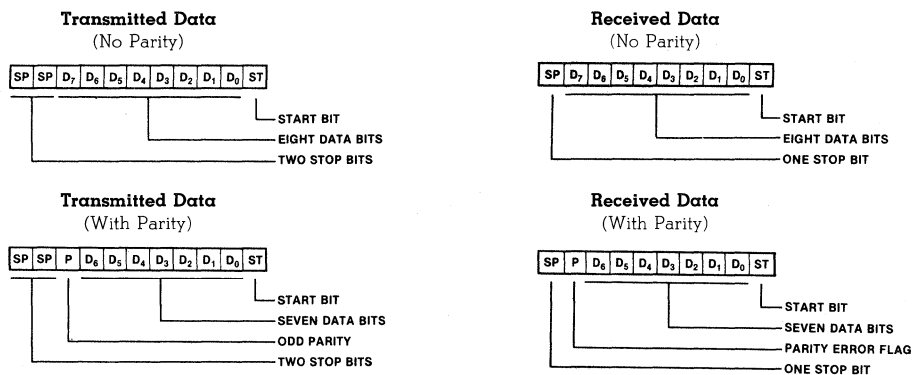 Transmitted Data
(No Parity)
SP SP D7 D6 D5 D4 D3 D2 D1 D0 ST
START BIT
EIGHT DATA BITS
TWO STOP BITS
Received Data
(No Parity)
SP D7 D6 D5 D4 D3 D2 D1 D0 ST
START BIT
EIGHT DATA BITS
ONE STOP BIT
Transmitted Data
(With Parity)
SP SP P D6 D5 D4 D3 D2 D1 D0 ST
START BIT
SEVEN DATA BITS
ODD PARITY
TWO STOP BITS
Received Data
(With Parity)
SP P D6 D5 D4 D3 D2 D1 D0 ST
START BIT
SEVEN DATA BITS
PARITY ERROR FLAG
ONE STOP BIT